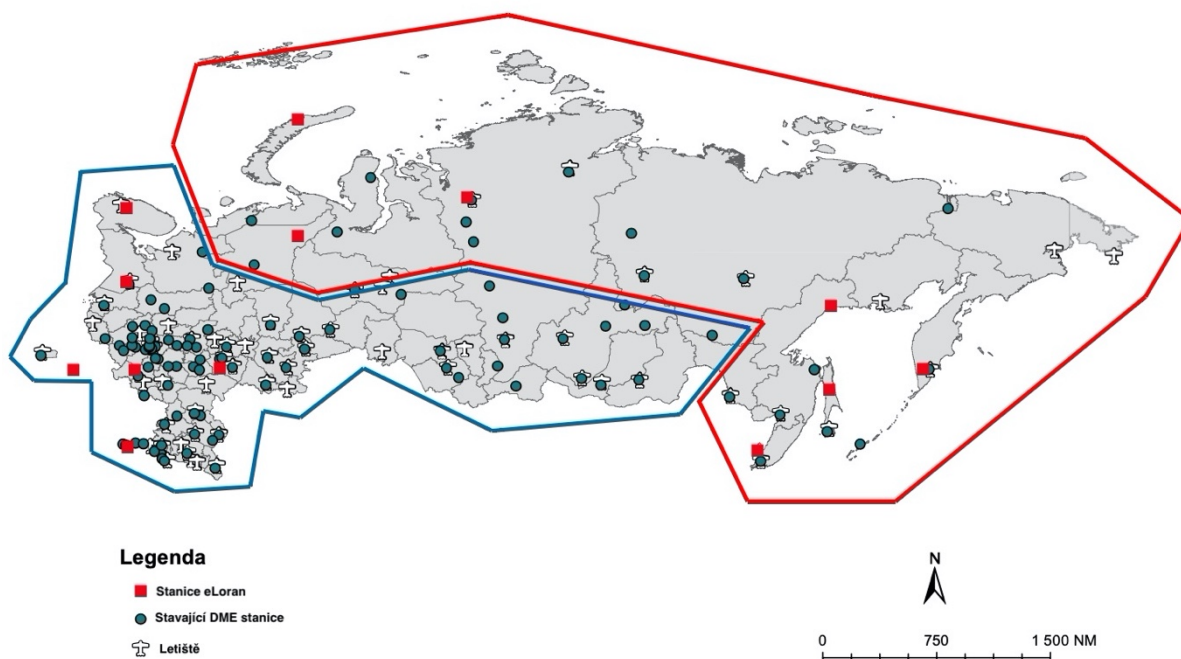 Legenda
Stanice eLoran
Stavající DME stanice
Letiště
N
0 750 1 500 NM